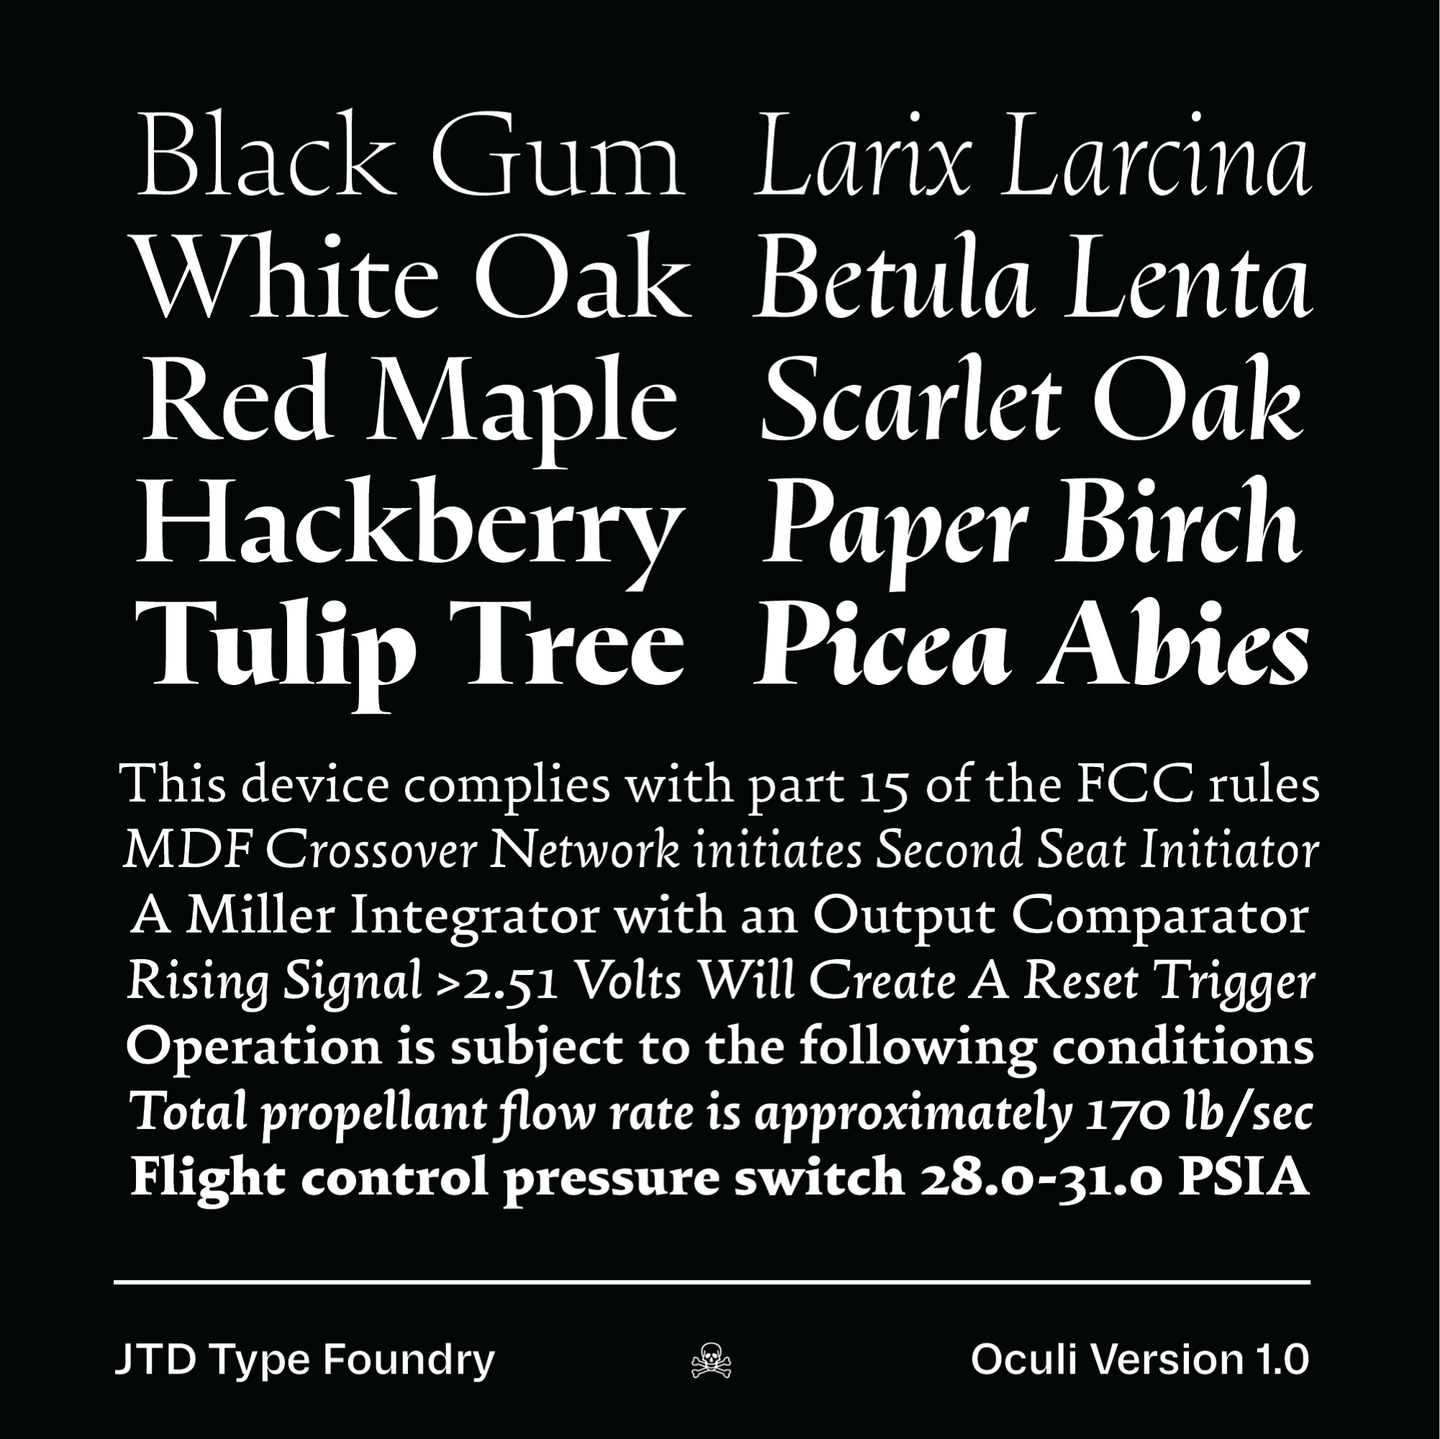 Black Gum
White Oak
Red Maple
Hackberry
Tulip Tree
Larix Larcina
Betula Lenta
Scarlet Oak
Paper Birch
Picea Abies
This device complies with part 15 of the FCC rules
MDF Crossover Network initiates Second Seat Initiator
A Miller Integrator with an Output Comparator
Rising Signal >2.51 Volts Will Create A Reset Trigger
Operation is subject to the following conditions
Total propellant flow rate is approximately 170 lb/sec
Flight control pressure switch 28.0-31.0 PSIA
JTD Type Foundry
Oculi Version 1.0